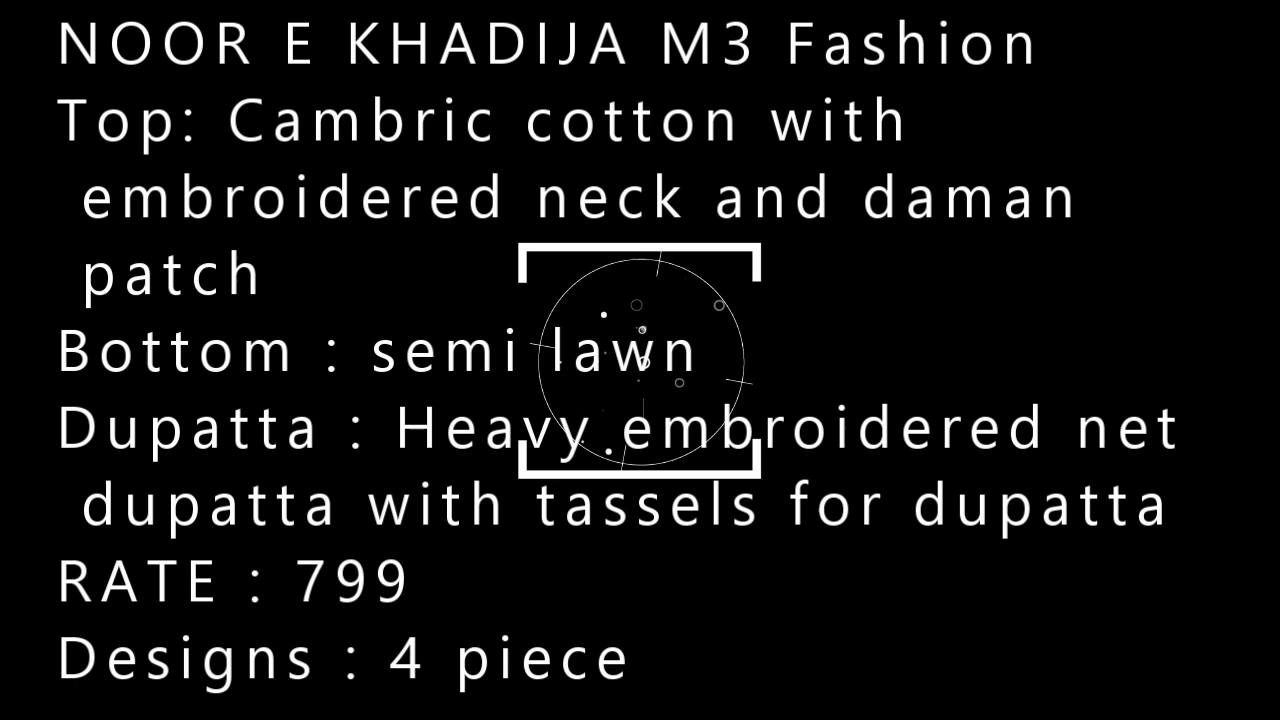 NOOR E KHADIJA M3 Fashion
Top: Cambric cotton with
embroidered neck and daman
patch
Bottom : semi lawn
Dupatta : Heavy embroidered net
dupatta with tassels for dupatta
RATE : 799
Designs : 4 piece